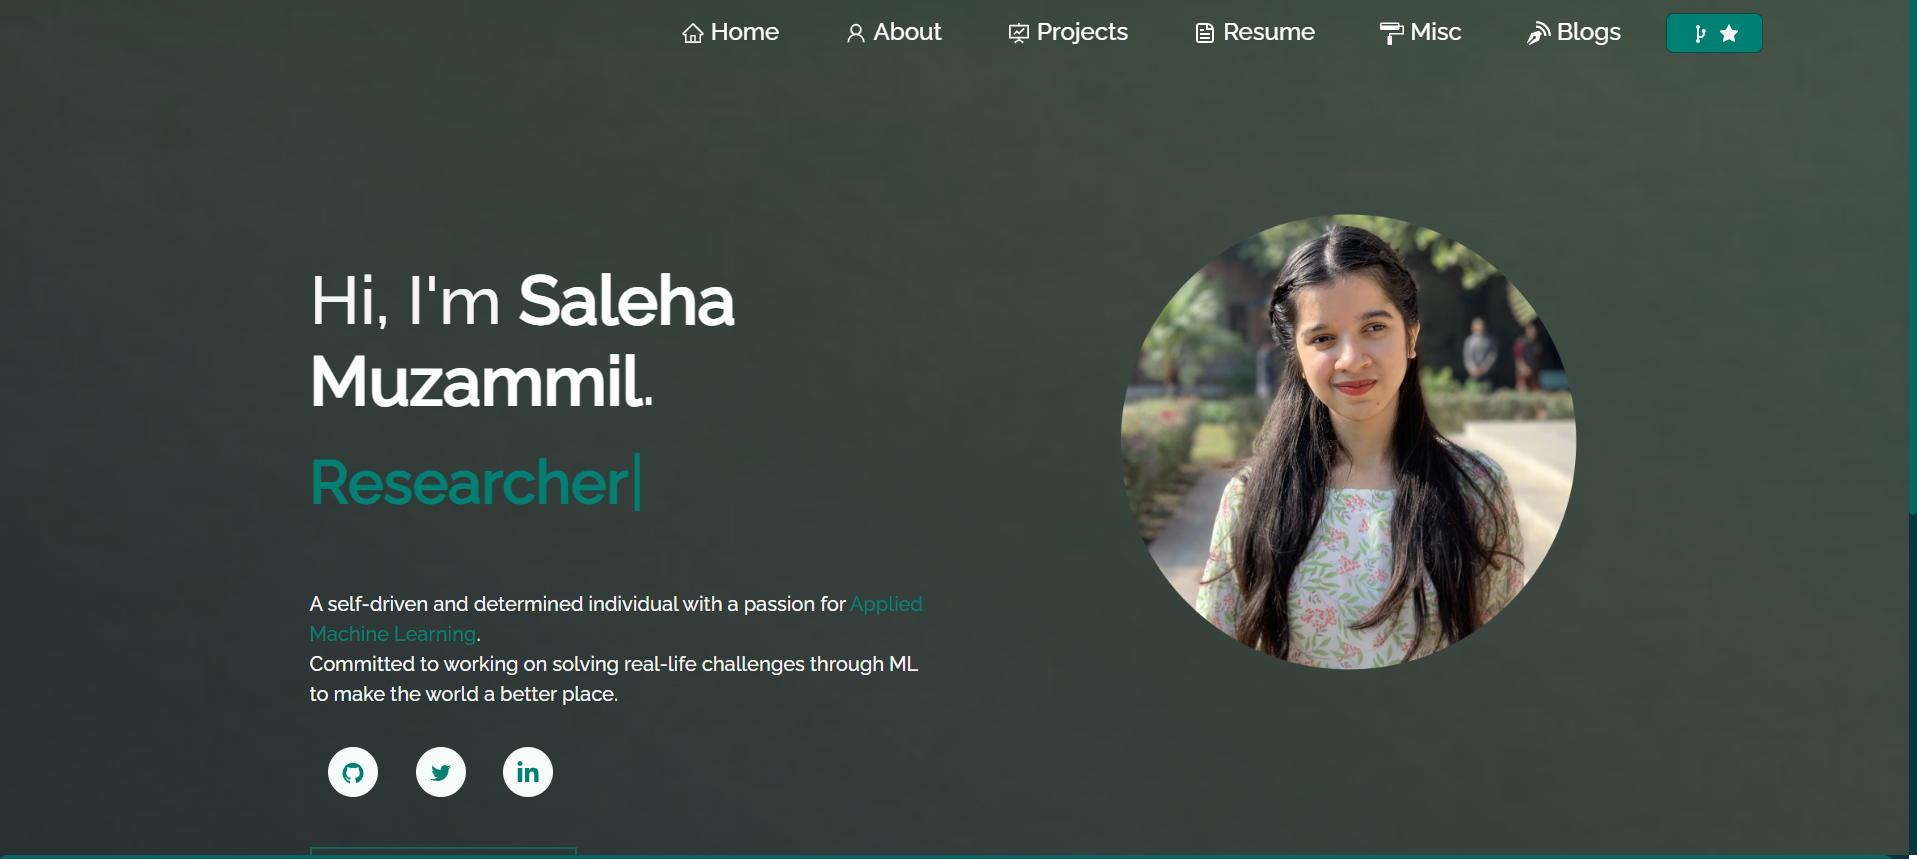 Home About Projects Resume Misc Blogs
Hi, I'm Saleha
Muzammil.
Researcher
A self-driven and determined individual with a passion for Applied
Machine Learning.
Committed to working on solving real-life challenges through ML
to make the world a better place.
in